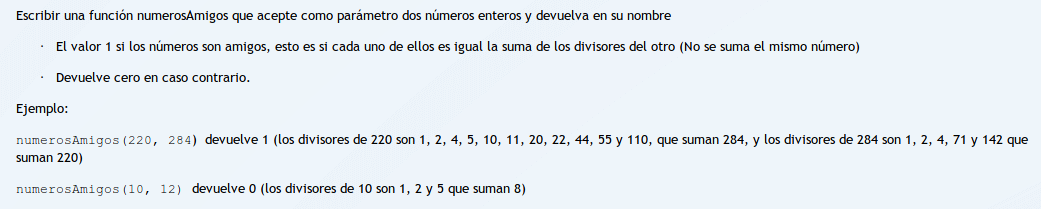 Escribir una función numerosAmigos que acepte como parámetro dos números enteros y devuelva en su nombre
· El valor 1 si los números son amigos, esto es si cada uno de ellos es igual la suma de los divisores del otro (No se suma el mismo número)
· Devuelve cero en caso contrario.
Ejemplo:
numerosAmigos(220, 284) devuelve 1 (los divisores de 220 son 1, 2, 4, 5, 10, 11, 20, 22, 44, 55 y 110, que suman 284, y los divisores de 284 son 1, 2, 4, 71 y 142 que
suman 220)
numerosAmigos(10, 12) devuelve 0 (los divisores de 10 son 1, 2 y 5 que suman 8)